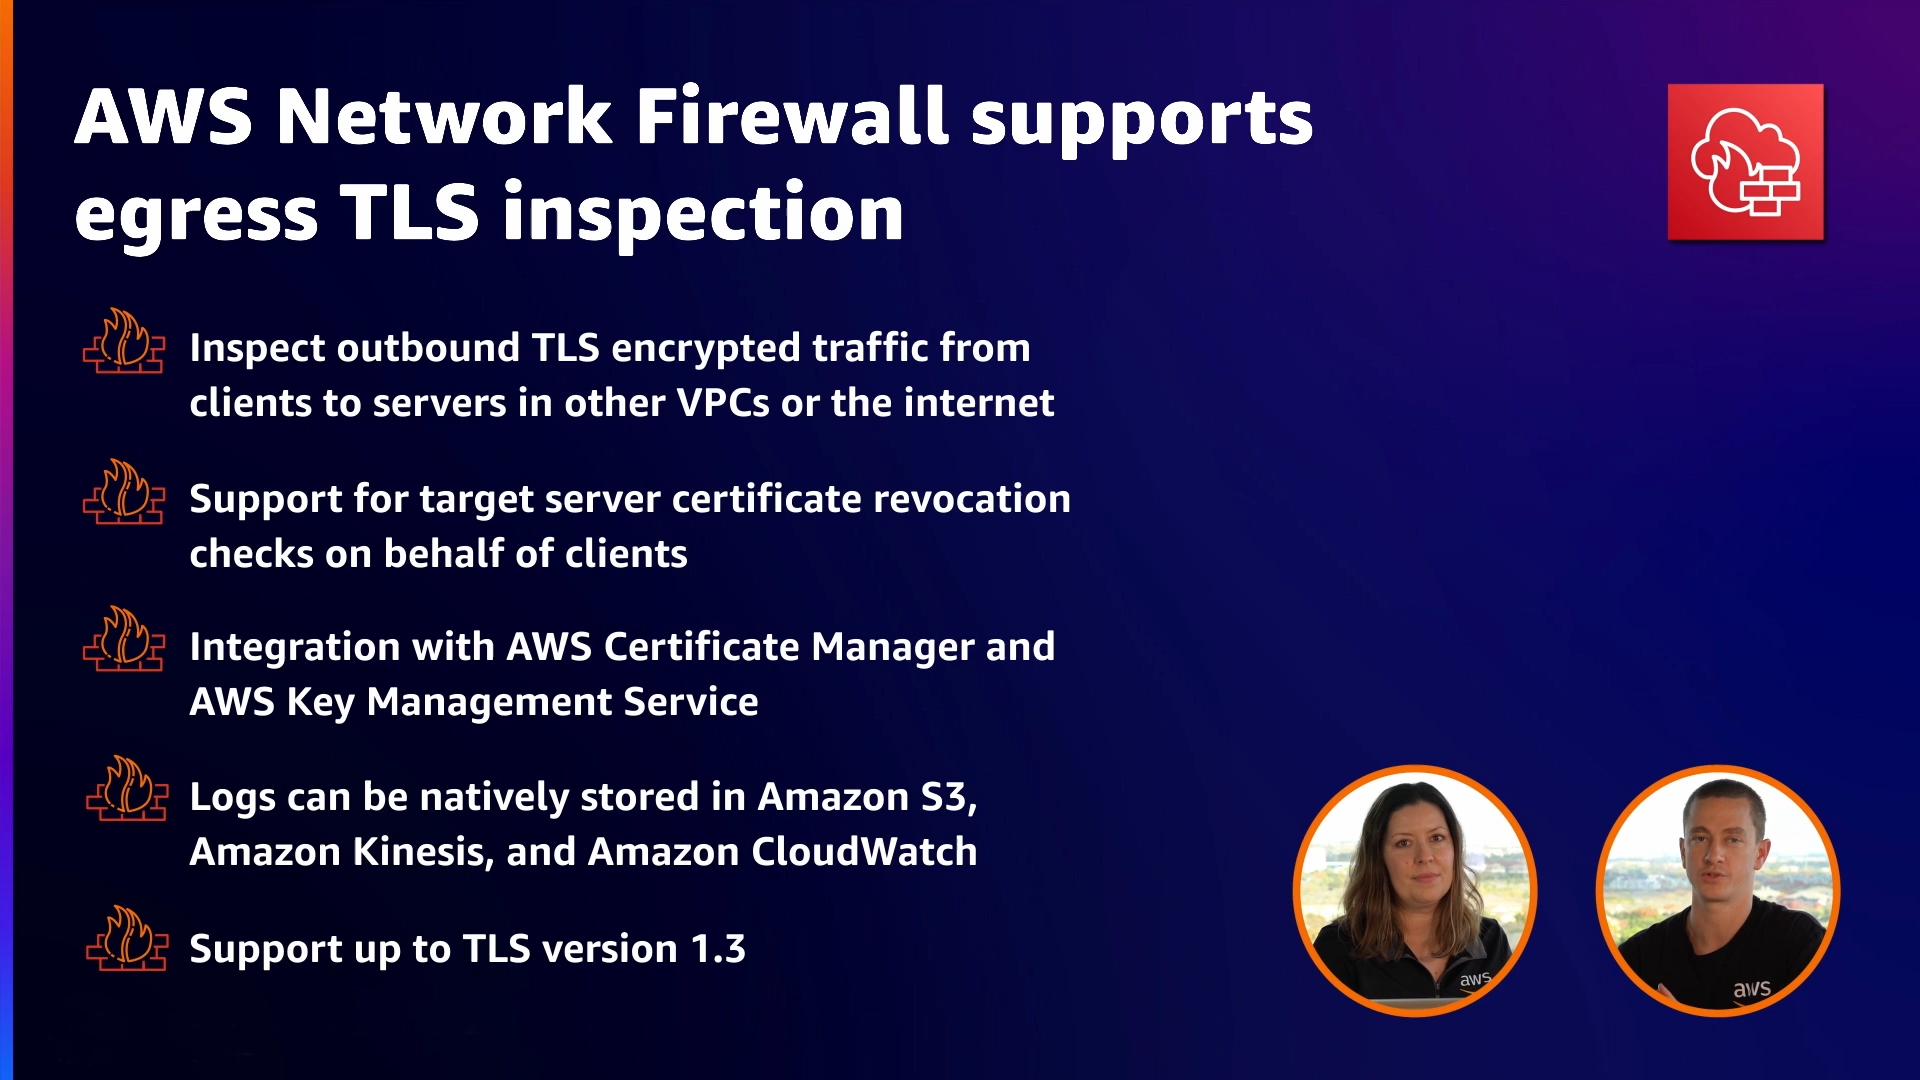 AWS Network Firewall supports
egress TLS inspection
Inspect outbound TLS encrypted traffic from
clients to servers in other VPCs or the internet
Support for target server certificate revocation
checks on behalf of clients
Integration with AWS Certificate Manager and
AWS Key Management Service
Logs can be natively stored in Amazon S3,
Amazon Kinesis, and Amazon CloudWatch
Support up to TLS version 1.3
aws
aws